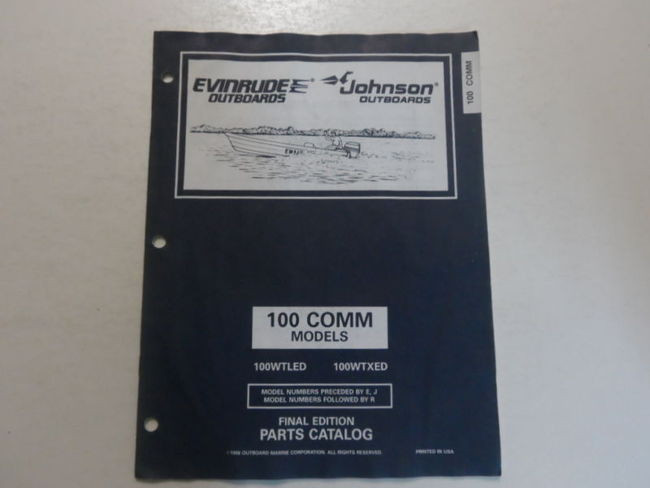 EVINRUDE® Johnson®
OUTBOARDS OUTBOARDS
100 COMM
100 COMM
MODELS
100WTLED 100WTXED
MODEL NUMBERS PRECEDED BY E, J
MODEL NUMBERS FOLLOWED BY R
FINAL EDITION
PARTS CATALOG
OUTBOARD MARINE CORPORATION. ALL RIGHTS RESERVED. PRINTED IN USA